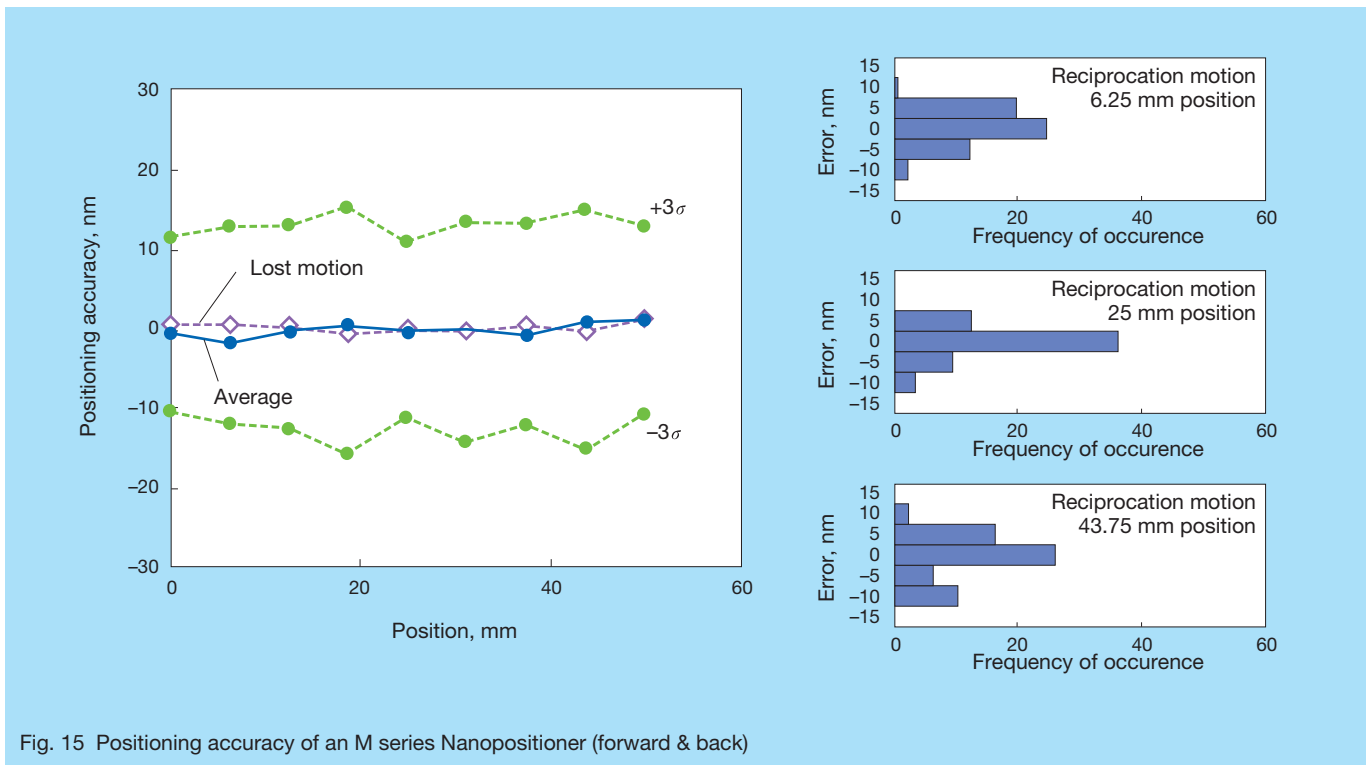 30
20
10
0
–10
–20
–30
Positioning accuracy, nm
+3σ
Lost motion
Average
–3σ
0
20
40
60
Position, mm
15
10
5
0
–5
–10
–15
Error, nm
Reciprocation motion
6.25 mm position
0
20
40
60
Frequency of occurence
15
10
5
0
–5
–10
–15
Error, nm
Reciprocation motion
25 mm position
0
20
40
60
Frequency of occurence
15
10
5
0
–5
–10
–15
Error, nm
Reciprocation motion
43.75 mm position
0
20
40
60
Frequency of occurence
Fig. 15 Positioning accuracy of an M series Nanopositioner (forward & back)